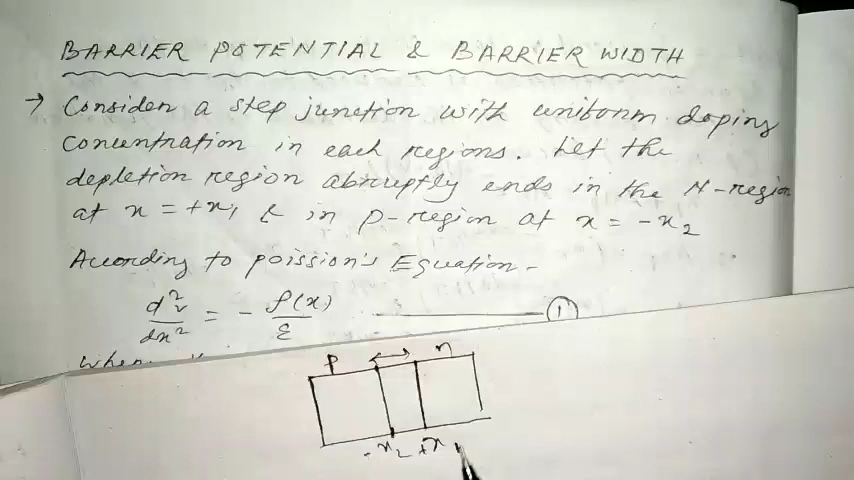 BARRIER POTENTIAL & BARRIER WIDTH
→ Consider a step junction with uniform doping
concentration in each regions. Let the
depletion region abruptly ends in the N-region
at x = +x₁ & in p-region at x = -x₂
According to poission's Equation -
d²v/dx² = - ρ(x)/ε ——— ①
When
p ↔ n
-x₂ +x